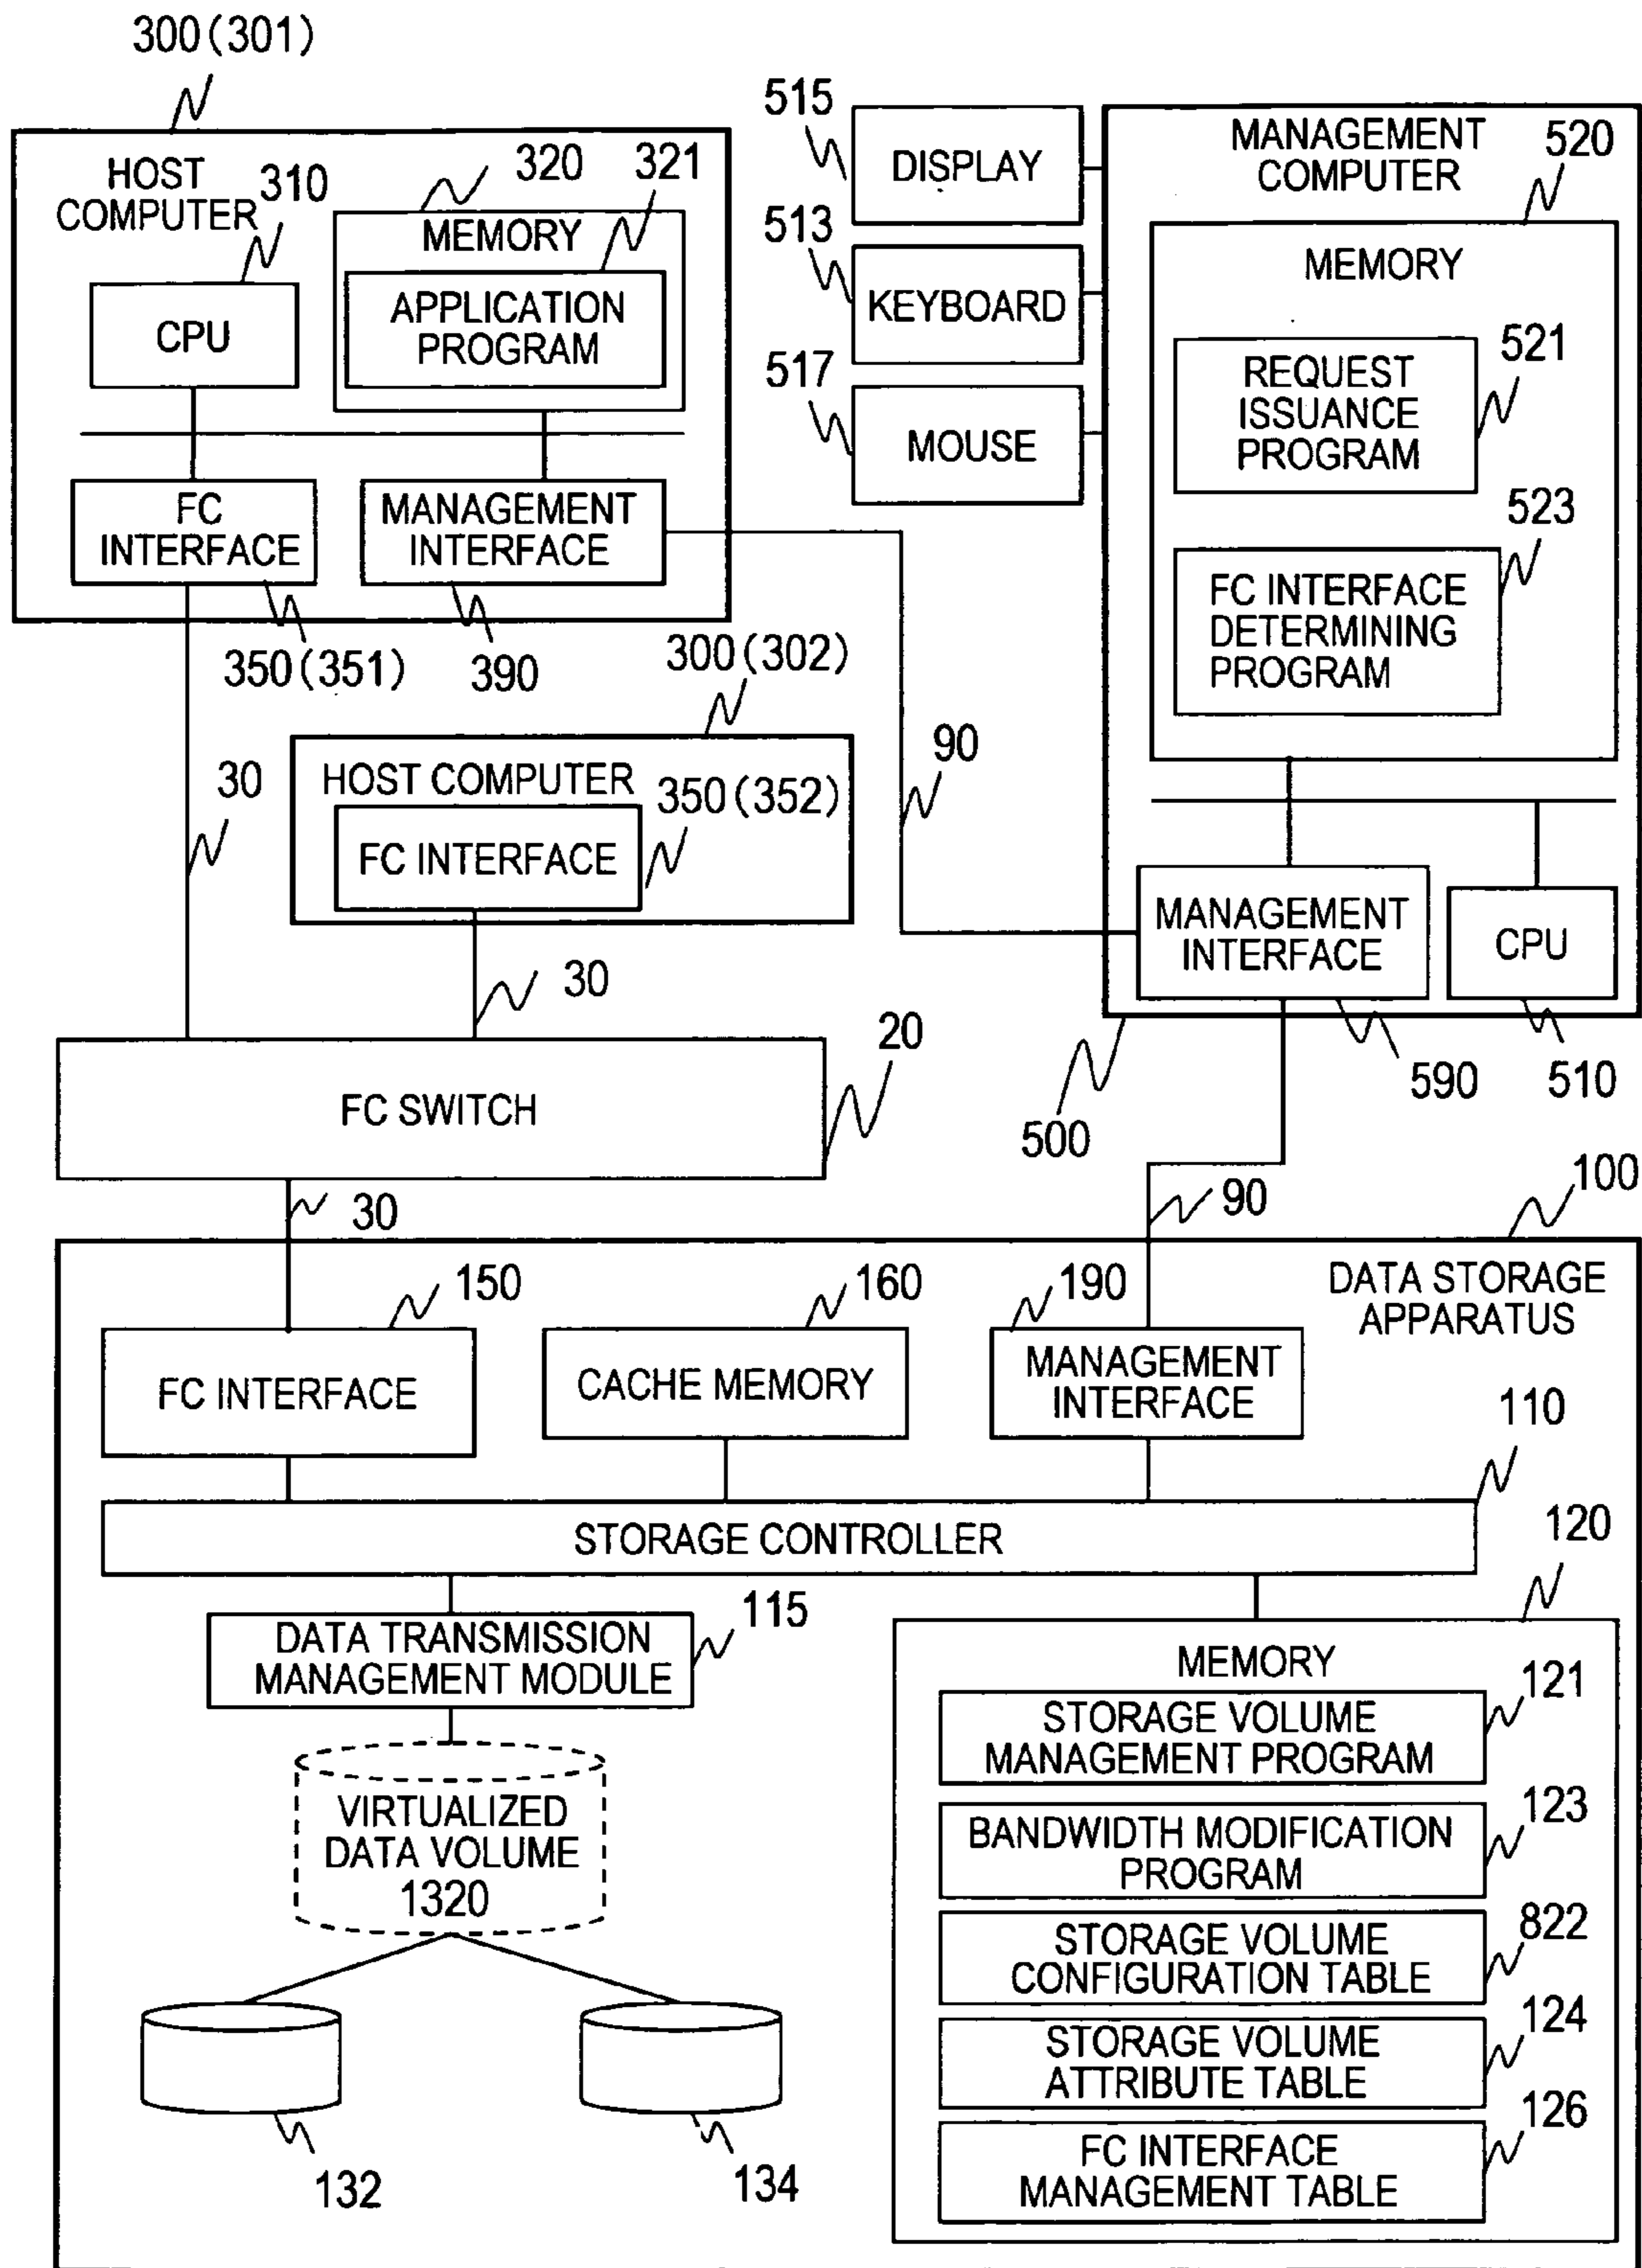 300(301)
HOST
COMPUTER
310
320
321
MEMORY
CPU
APPLICATION
PROGRAM
FC
INTERFACE
MANAGEMENT
INTERFACE
350(351)
390
515
DISPLAY
513
KEYBOARD
517
MOUSE
MANAGEMENT
COMPUTER
520
MEMORY
REQUEST
ISSUANCE
PROGRAM
521
523
FC INTERFACE
DETERMINING
PROGRAM
MANAGEMENT
INTERFACE
CPU
500
590
510
300(302)
HOST COMPUTER
350(352)
FC INTERFACE
30
90
30
20
FC SWITCH
30
90
100
DATA STORAGE
APPARATUS
150
160
190
FC INTERFACE
CACHE MEMORY
MANAGEMENT
INTERFACE
110
STORAGE CONTROLLER
120
115
DATA TRANSMISSION
MANAGEMENT MODULE
VIRTUALIZED
DATA VOLUME
1320
132
134
MEMORY
121
STORAGE VOLUME
MANAGEMENT PROGRAM
123
BANDWIDTH MODIFICATION
PROGRAM
822
STORAGE VOLUME
CONFIGURATION TABLE
124
STORAGE VOLUME
ATTRIBUTE TABLE
126
FC INTERFACE
MANAGEMENT TABLE